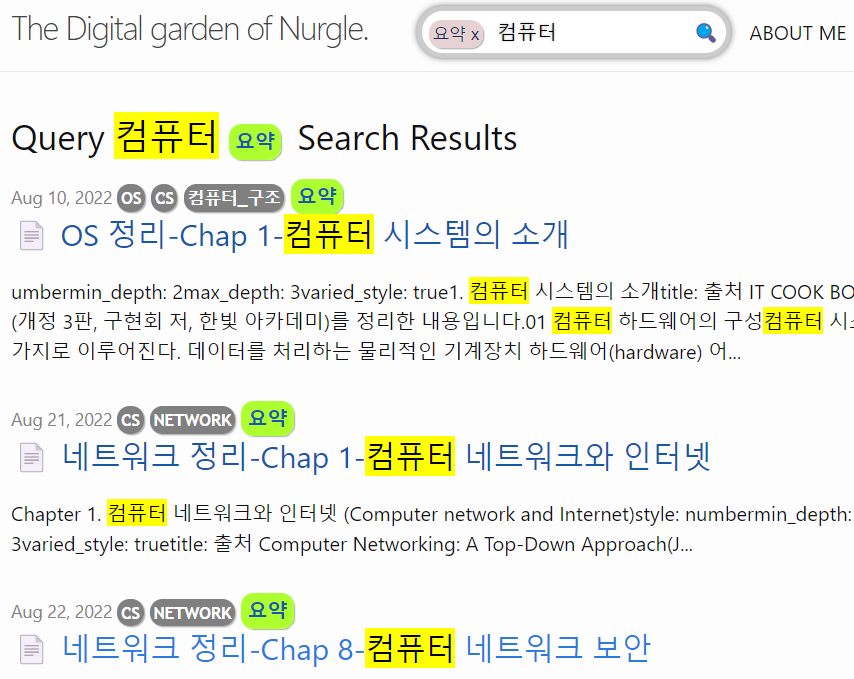 The Digital garden of Nurgle. 요약 x 컴퓨터 ABOUT ME
Query 컴퓨터 요약 Search Results
Aug 10, 2022 OS CS 컴퓨터_구조 요약
OS 정리-Chap 1-컴퓨터 시스템의 소개
umbermin_depth: 2max_depth: 3varied_style: true1. 컴퓨터 시스템의 소개title: 출처 IT COOK BO
(개정 3판, 구현회 저, 한빛 아카데미)를 정리한 내용입니다.01 컴퓨터 하드웨어의 구성컴퓨터 시스
가지로 이루어진다. 데이터를 처리하는 물리적인 기계장치 하드웨어(hardware) 어...
Aug 21, 2022 CS NETWORK 요약
네트워크 정리-Chap 1-컴퓨터 네트워크와 인터넷
Chapter 1. 컴퓨터 네트워크와 인터넷 (Computer network and Internet)style: numbermin_depth:
3varied_style: truetitle: 출처 Computer Networking: A Top-Down Approach(J...
Aug 22, 2022 CS NETWORK 요약
네트워크 정리-Chap 8-컴퓨터 네트워크 보안